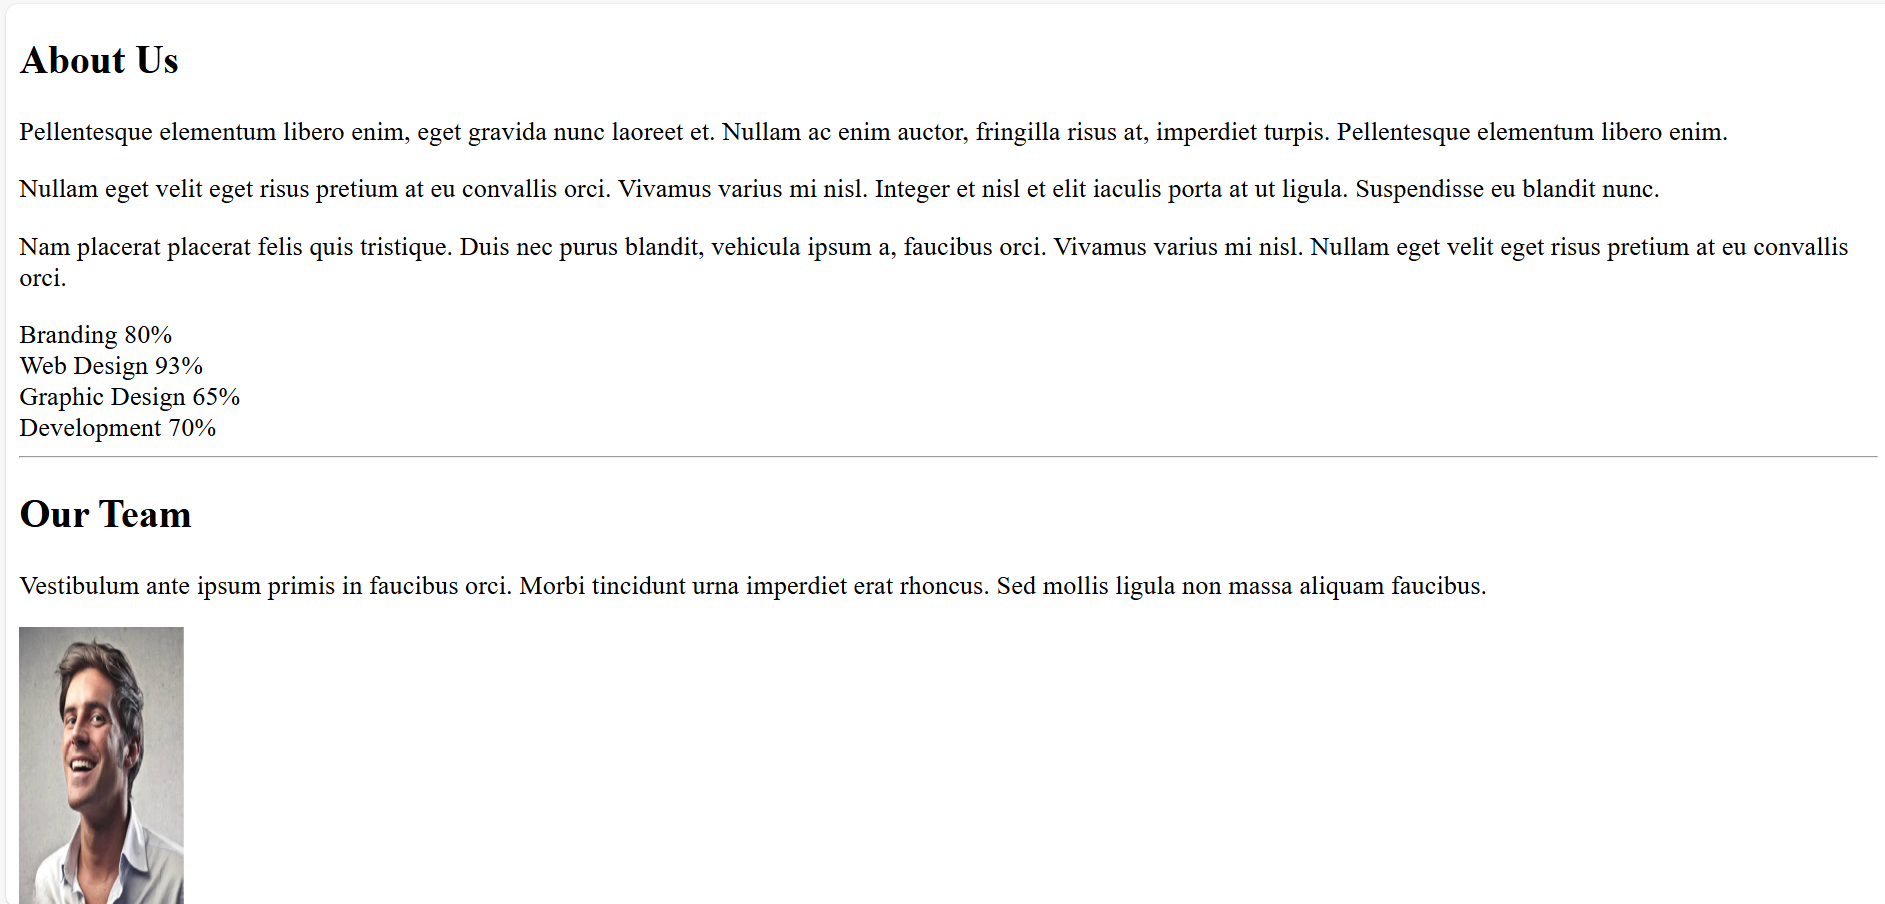 About Us
Pellentesque elementum libero enim, eget gravida nunc laoreet et. Nullam ac enim auctor, fringilla risus at, imperdiet turpis. Pellentesque elementum libero enim.
Nullam eget velit eget risus pretium at eu convallis orci. Vivamus varius mi nisl. Integer et nisl et elit iaculis porta at ut ligula. Suspendisse eu blandit nunc.
Nam placerat placerat felis quis tristique. Duis nec purus blandit, vehicula ipsum a, faucibus orci. Vivamus varius mi nisl. Nullam eget velit eget risus pretium at eu convallis
orci.
Branding 80%
Web Design 93%
Graphic Design 65%
Development 70%
Our Team
Vestibulum ante ipsum primis in faucibus orci. Morbi tincidunt urna imperdiet erat rhoncus. Sed mollis ligula non massa aliquam faucibus.